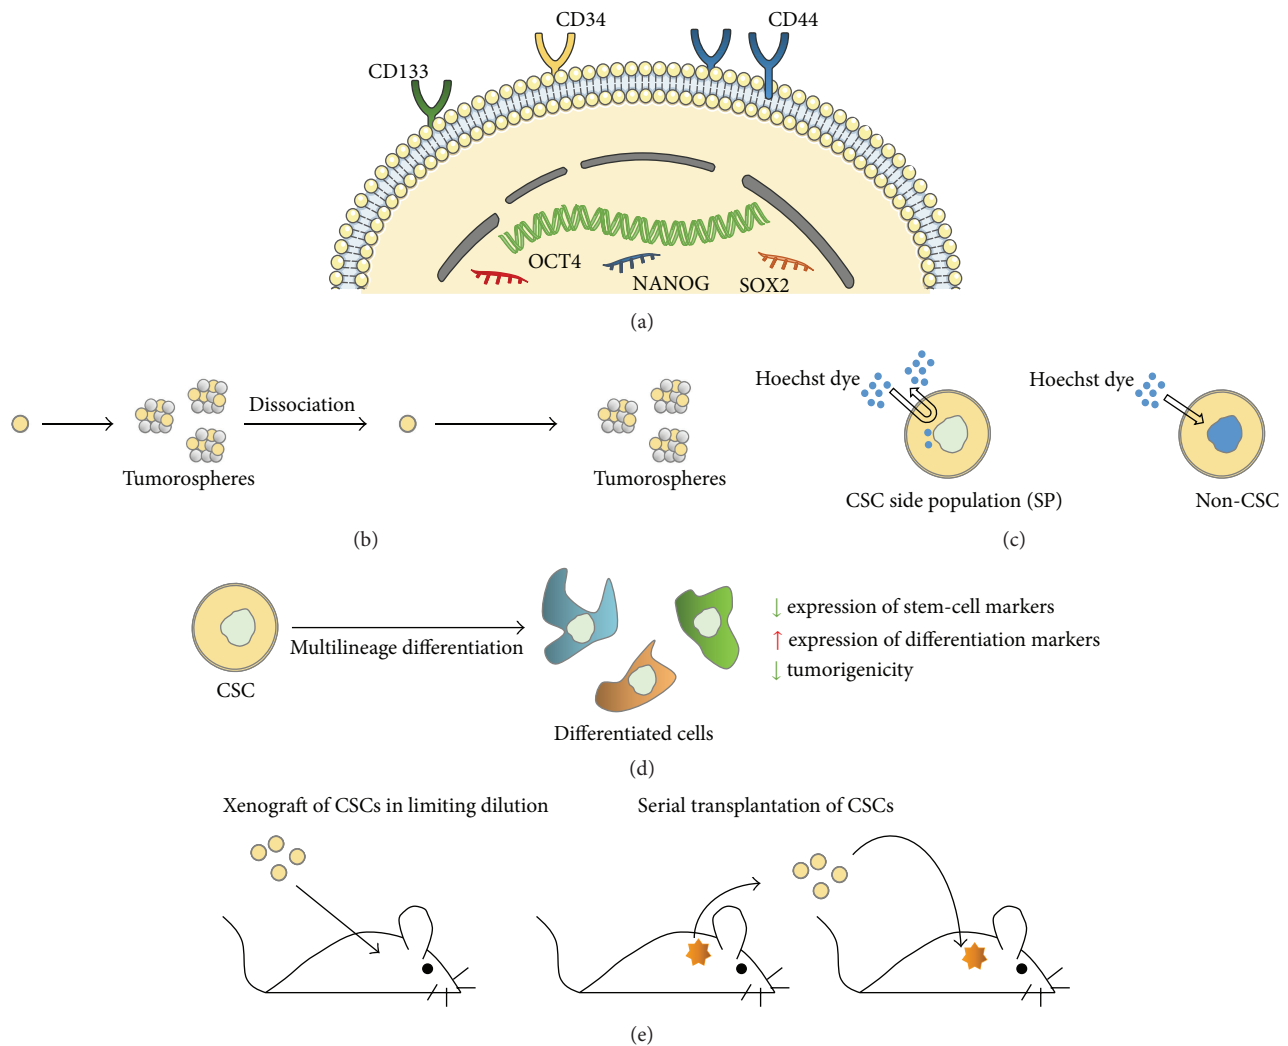 CD34
CD44
CD133
OCT4
NANOG
SOX2
(a)
Dissociation
Tumorospheres
Tumorospheres
(b)
Hoechst dye
Hoechst dye
CSC side population (SP)
Non-CSC
(c)
CSC
Multilineage differentiation
Differentiated cells
↓ expression of stem-cell markers
↑ expression of differentiation markers
↓ tumorigenicity
(d)
Xenograft of CSCs in limiting dilution
Serial transplantation of CSCs
(e)